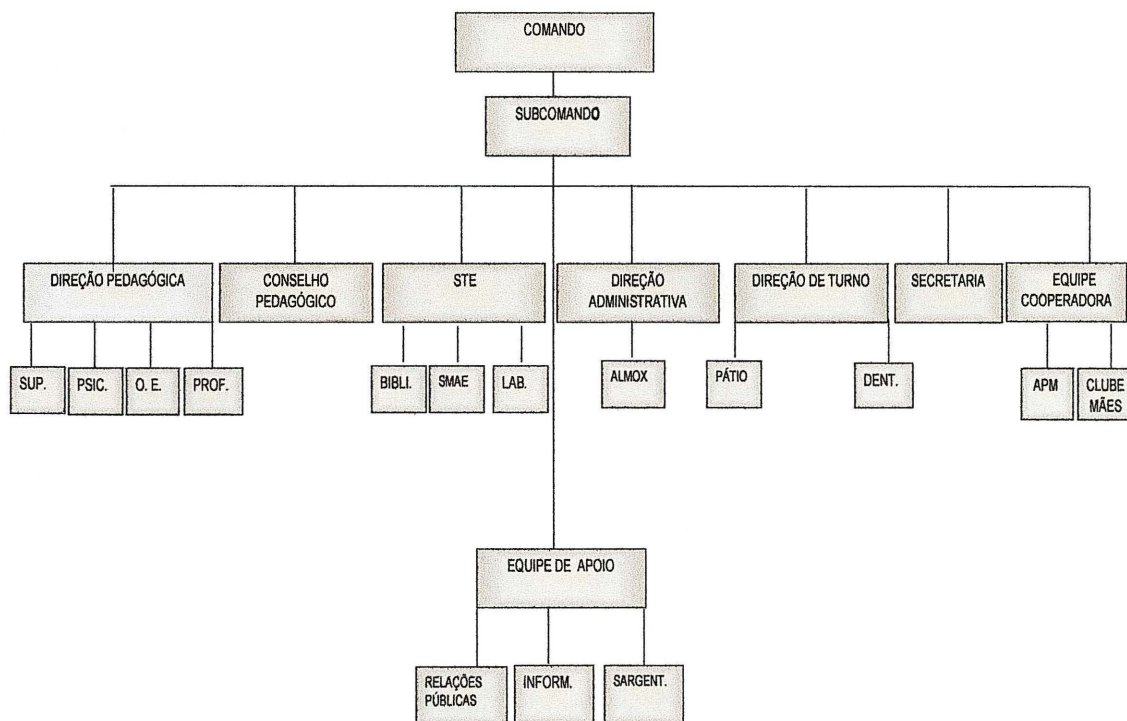 COMANDO
SUBCOMANDO
DIREÇÃO PEDAGÓGICA
CONSELHO
PEDAGÓGICO
STE
DIREÇÃO
ADMINISTRATIVA
DIREÇÃO DE TURNO
SECRETARIA
EQUIPE
COOPERADORA
SUP.
PSIC.
O. E.
PROF.
BIBLI.
SMAE
LAB.
ALMOX
PÁTIO
DENT.
APM
CLUBE
MÃES
EQUIPE DE APOIO
RELAÇÕES
PÚBLICAS
INFORM.
SARGENT.